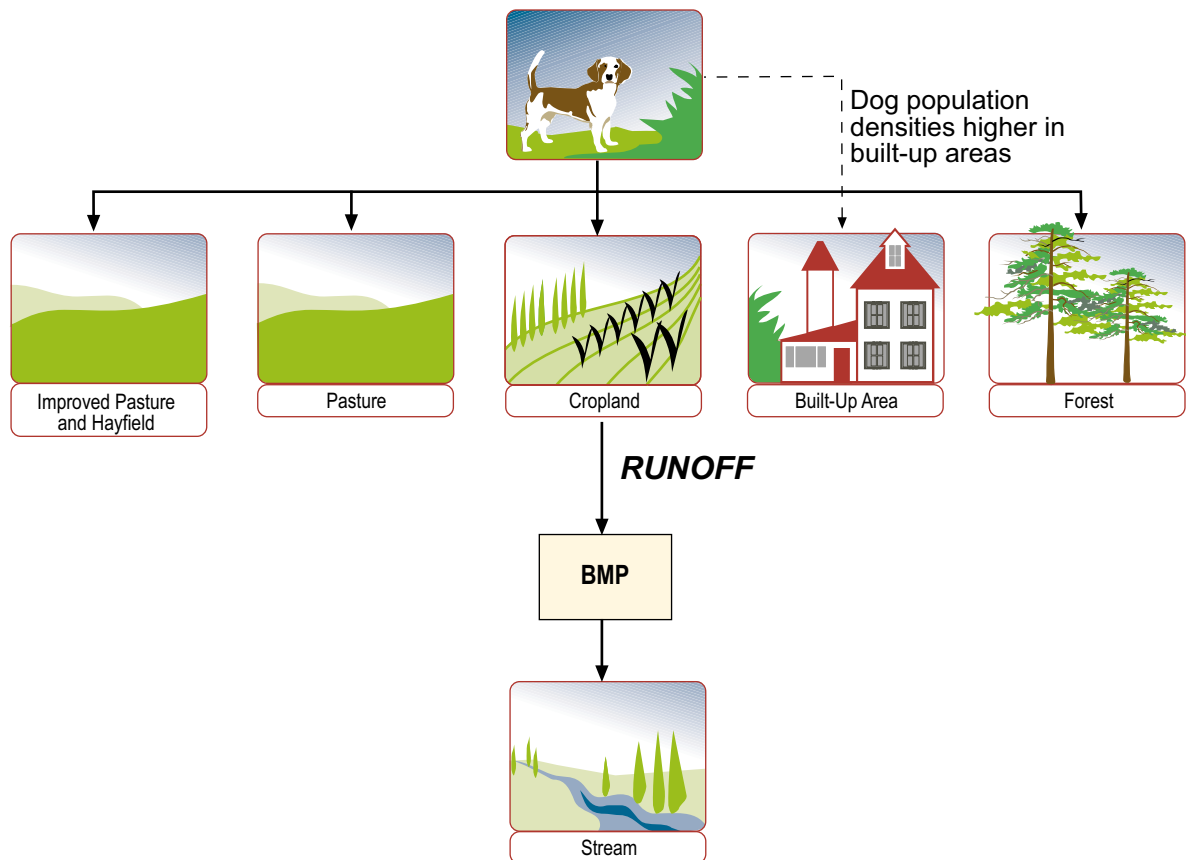 Dog population
densities higher in
built-up areas
Improved Pasture
and Hayfield
Pasture
Cropland
Built-Up Area
Forest
RUNOFF
BMP
Stream